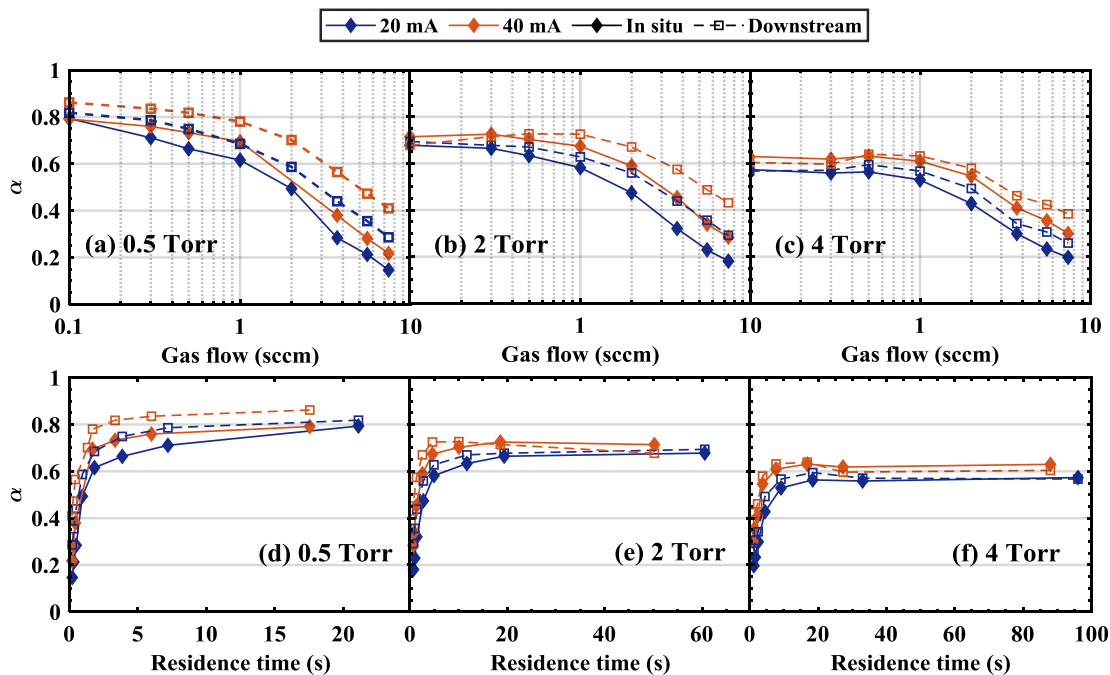 20 mA 40 mA In situ Downstream
1
0.8
0.6
0.4
0.2
0
α
(a) 0.5 Torr
(b) 2 Torr
(c) 4 Torr
0.1 1 10 1 10 1 10
Gas flow (sccm) Gas flow (sccm) Gas flow (sccm)
1
0.8
0.6
0.4
0.2
0
α
(d) 0.5 Torr
(e) 2 Torr
(f) 4 Torr
0 5 10 15 20 0 20 40 60 0 20 40 60 80 100
Residence time (s) Residence time (s) Residence time (s)